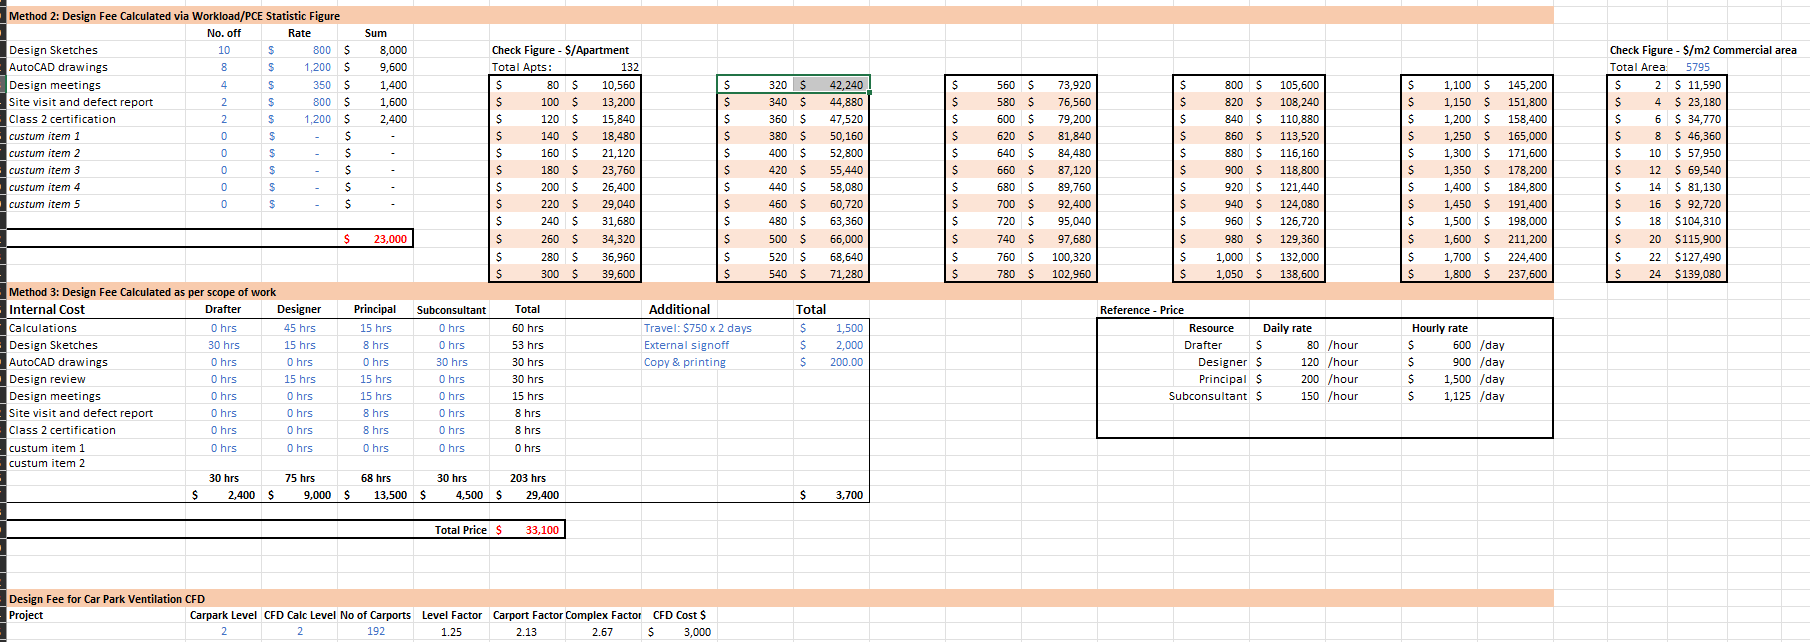 Method 2: Design Fee Calculated via Workload/PCE Statistic Figure
No. off Rate Sum
Design Sketches 10 $ 800 $ 8,000 Check Figure - $/Apartment Check Figure - $/m2 Commercial area
AutoCAD drawings 8 $ 1,200 $ 9,600 Total Apts: 132 Total Area: 5795
Design meetings 4 $ 350 $ 1,400 $ 80 $ 10,560 $ 320 $ 42,240 $ 560 $ 73,920 $ 800 $ 105,600 $ 1,100 $ 145,200 $ 2 $ 11,590
Site visit and defect report 2 $ 800 $ 1,600 $ 100 $ 13,200 $ 340 $ 44,880 $ 580 $ 76,560 $ 820 $ 108,240 $ 1,150 $ 151,800 $ 4 $ 23,180
Class 2 certification 2 $ 1,200 $ 2,400 $ 120 $ 15,840 $ 360 $ 47,520 $ 600 $ 79,200 $ 840 $ 110,880 $ 1,200 $ 158,400 $ 6 $ 34,770
custum item 1 0 $ - $ - $ 140 $ 18,480 $ 380 $ 50,160 $ 620 $ 81,840 $ 860 $ 113,520 $ 1,250 $ 165,000 $ 8 $ 46,360
custum item 2 0 $ - $ - $ 160 $ 21,120 $ 400 $ 52,800 $ 640 $ 84,480 $ 880 $ 116,160 $ 1,300 $ 171,600 $ 10 $ 57,950
custum item 3 0 $ - $ - $ 180 $ 23,760 $ 420 $ 55,440 $ 660 $ 87,120 $ 900 $ 118,800 $ 1,350 $ 178,200 $ 12 $ 69,540
custum item 4 0 $ - $ - $ 200 $ 26,400 $ 440 $ 58,080 $ 680 $ 89,760 $ 920 $ 121,440 $ 1,400 $ 184,800 $ 14 $ 81,130
custum item 5 0 $ - $ - $ 220 $ 29,040 $ 460 $ 60,720 $ 700 $ 92,400 $ 940 $ 124,080 $ 1,450 $ 191,400 $ 16 $ 92,720
$ 240 $ 31,680 $ 480 $ 63,360 $ 720 $ 95,040 $ 960 $ 126,720 $ 1,500 $ 198,000 $ 18 $104,310
$ 23,000 $ 260 $ 34,320 $ 500 $ 66,000 $ 740 $ 97,680 $ 980 $ 129,360 $ 1,600 $ 211,200 $ 20 $115,900
$ 280 $ 36,960 $ 520 $ 68,640 $ 760 $ 100,320 $ 1,000 $ 132,000 $ 1,700 $ 224,400 $ 22 $127,490
$ 300 $ 39,600 $ 540 $ 71,280 $ 780 $ 102,960 $ 1,050 $ 138,600 $ 1,800 $ 237,600 $ 24 $139,080
Method 3: Design Fee Calculated as per scope of work
Internal Cost Drafter Designer Principal Subconsultant Total Additional Total Reference - Price
Calculations 0 hrs 45 hrs 15 hrs 0 hrs 60 hrs Travel: $750 x 2 days $ 1,500 Resource Daily rate Hourly rate
Design Sketches 30 hrs 15 hrs 8 hrs 0 hrs 53 hrs External signoff $ 2,000 Drafter $ 80 /hour $ 600 /day
AutoCAD drawings 0 hrs 0 hrs 0 hrs 30 hrs 30 hrs Copy & printing $ 200.00 Designer $ 120 /hour $ 900 /day
Design review 0 hrs 15 hrs 15 hrs 0 hrs 30 hrs Principal $ 200 /hour $ 1,500 /day
Design meetings 0 hrs 0 hrs 15 hrs 0 hrs 15 hrs Subconsultant $ 150 /hour $ 1,125 /day
Site visit and defect report 0 hrs 0 hrs 8 hrs 0 hrs 8 hrs
Class 2 certification 0 hrs 0 hrs 8 hrs 0 hrs 8 hrs
custum item 1 0 hrs 0 hrs 0 hrs 0 hrs 0 hrs
custum item 2
30 hrs 75 hrs 68 hrs 30 hrs 203 hrs
$ 2,400 $ 9,000 $ 13,500 $ 4,500 $ 29,400 $ 3,700
Total Price $ 33,100
Design Fee for Car Park Ventilation CFD
Project Carpark Level CFD Calc Level No of Carports Level Factor Carport Factor Complex Factor CFD Cost $
2 2 192 1.25 2.13 2.67 $ 3,000